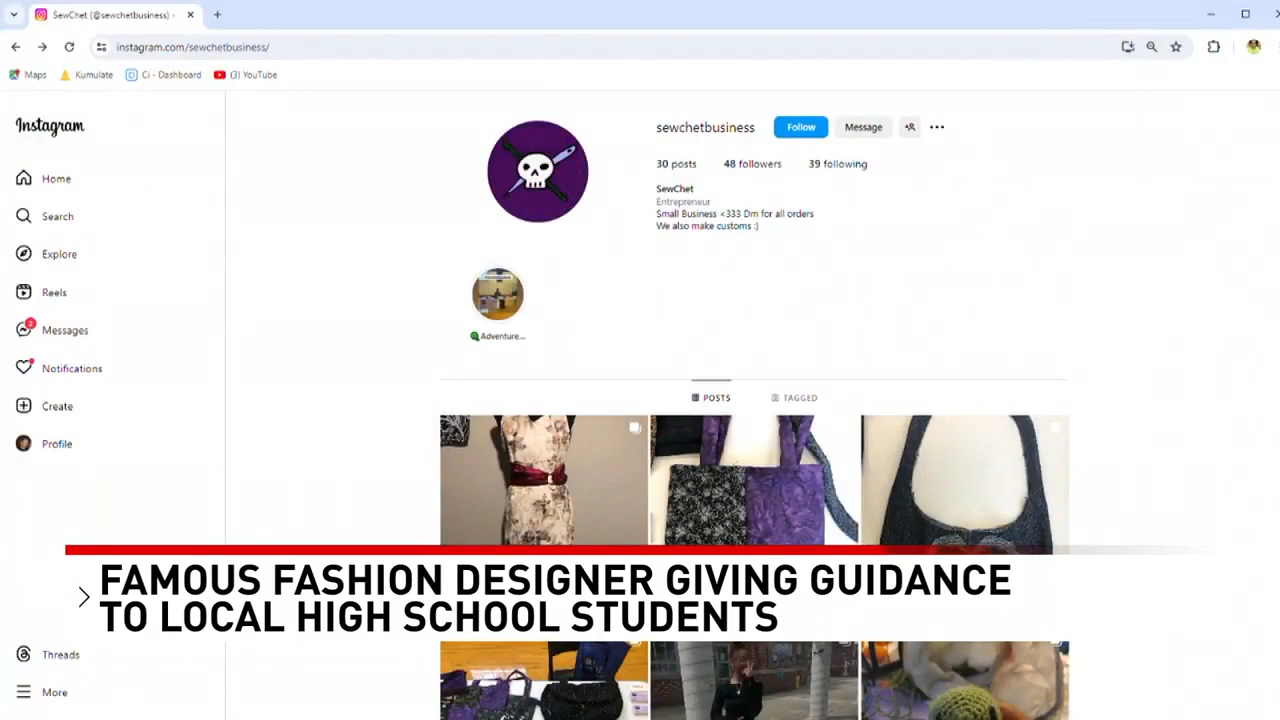 SewChet (@sewchetbusiness) -
instagram.com/sewchetbusiness/
Maps
Kumulate
Ci - Dashboard
(3) YouTube
Instagram
Home
Search
Explore
Reels
2
Messages
Notifications
Create
Profile
sewchetbusiness
Follow
Message
30 posts 48 followers 39 following
SewChet
Entrepreneur
Small Business <333 Dm for all orders
We also make customs :)
Adventure...
POSTS
TAGGED
FAMOUS FASHION DESIGNER GIVING GUIDANCE
TO LOCAL HIGH SCHOOL STUDENTS
Threads
More